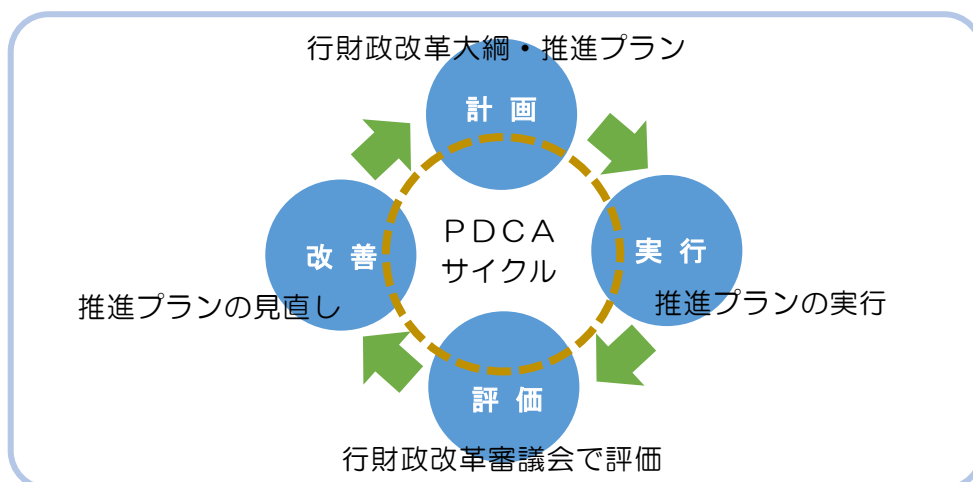 行財政改革大綱・推進プラン
計 画
PDCA
サイクル
実 行
推進プランの実行
評 価
行財政改革審議会で評価
改 善
推進プランの見直し